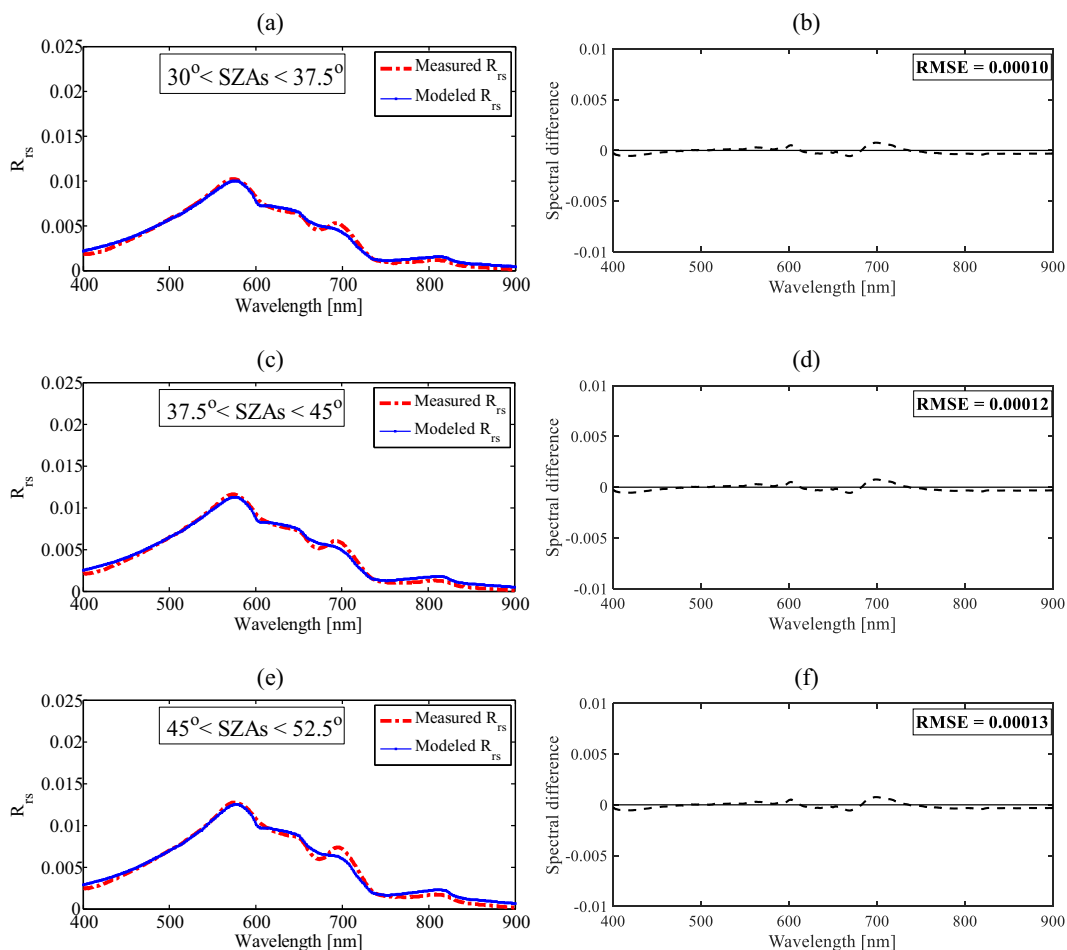 (a)
0.025
0.02
0.015
0.01
0.005
0
R_rs
30°< SZAs < 37.5°
Measured R_rs
Modeled R_rs
400 500 600 700 800 900
Wavelength [nm]
(b)
0.01
0.005
0
-0.005
-0.01
Spectral difference
RMSE = 0.00010
400 500 600 700 800 900
Wavelength [nm]
(c)
0.025
0.02
0.015
0.01
0.005
0
R_rs
37.5°< SZAs < 45°
Measured R_rs
Modeled R_rs
400 500 600 700 800 900
Wavelength [nm]
(d)
0.01
0.005
0
-0.005
-0.01
Spectral difference
RMSE = 0.00012
400 500 600 700 800 900
Wavelength [nm]
(e)
0.025
0.02
0.015
0.01
0.005
0
R_rs
45°< SZAs < 52.5°
Measured R_rs
Modeled R_rs
400 500 600 700 800 900
Wavelength [nm]
(f)
0.01
0.005
0
-0.005
-0.01
Spectral difference
RMSE = 0.00013
400 500 600 700 800 900
Wavelength [nm]